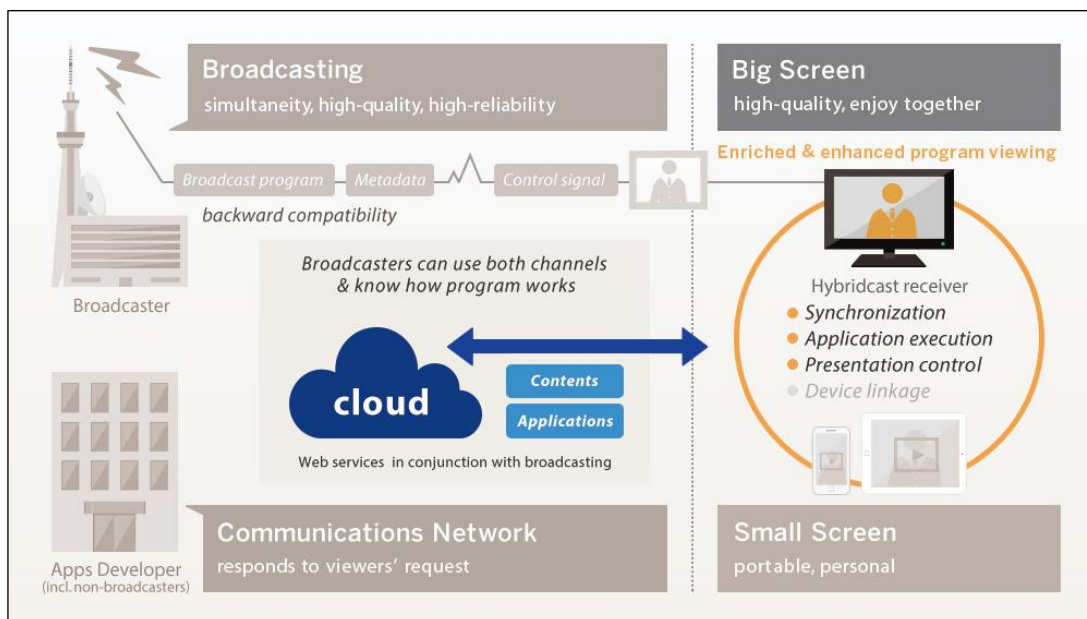 Broadcasting
simultaneity, high-quality, high-reliability
Big Screen
high-quality, enjoy together
Enriched & enhanced program viewing
Broadcast program
Metadata
Control signal
backward compatibility
Broadcaster
Broadcasters can use both channels
& know how program works
cloud
Contents
Applications
Web services in conjunction with broadcasting
Hybridcast receiver
Synchronization
Application execution
Presentation control
Device linkage
Apps Developer
(incl. non-broadcasters)
Communications Network
responds to viewers’ request
Small Screen
portable, personal